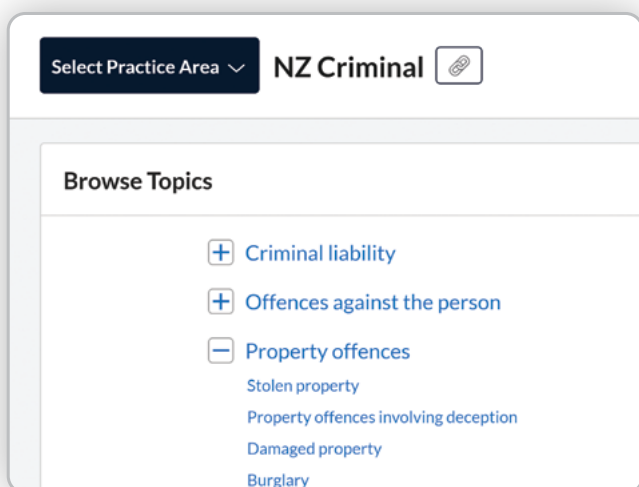 Select Practice Area NZ Criminal
Browse Topics
Criminal liability
Offences against the person
Property offences
Stolen property
Property offences involving deception
Damaged property
Burglary